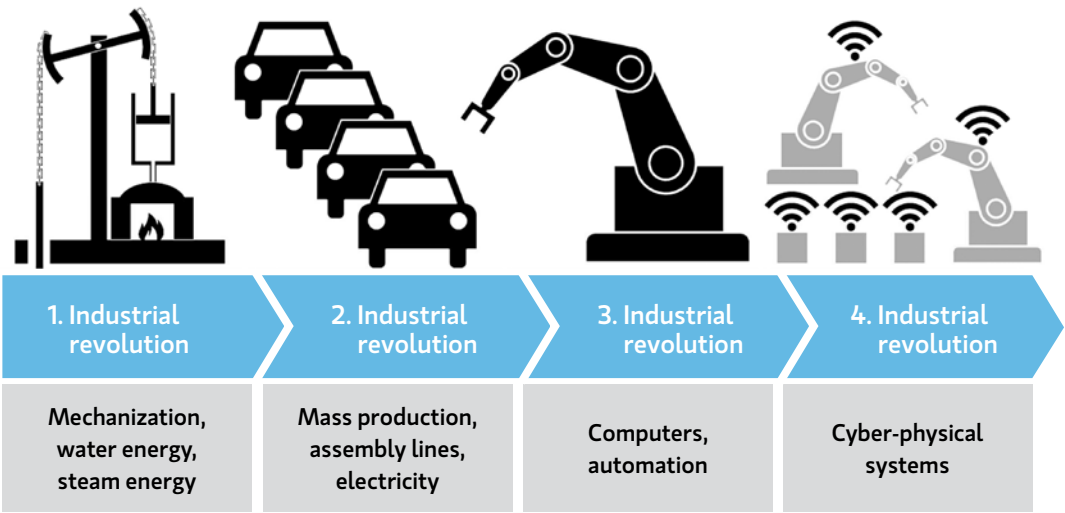 1. Industrial
revolution
2. Industrial
revolution
3. Industrial
revolution
4. Industrial
revolution
Mechanization,
water energy,
steam energy
Mass production,
assembly lines,
electricity
Computers,
automation
Cyber-physical
systems